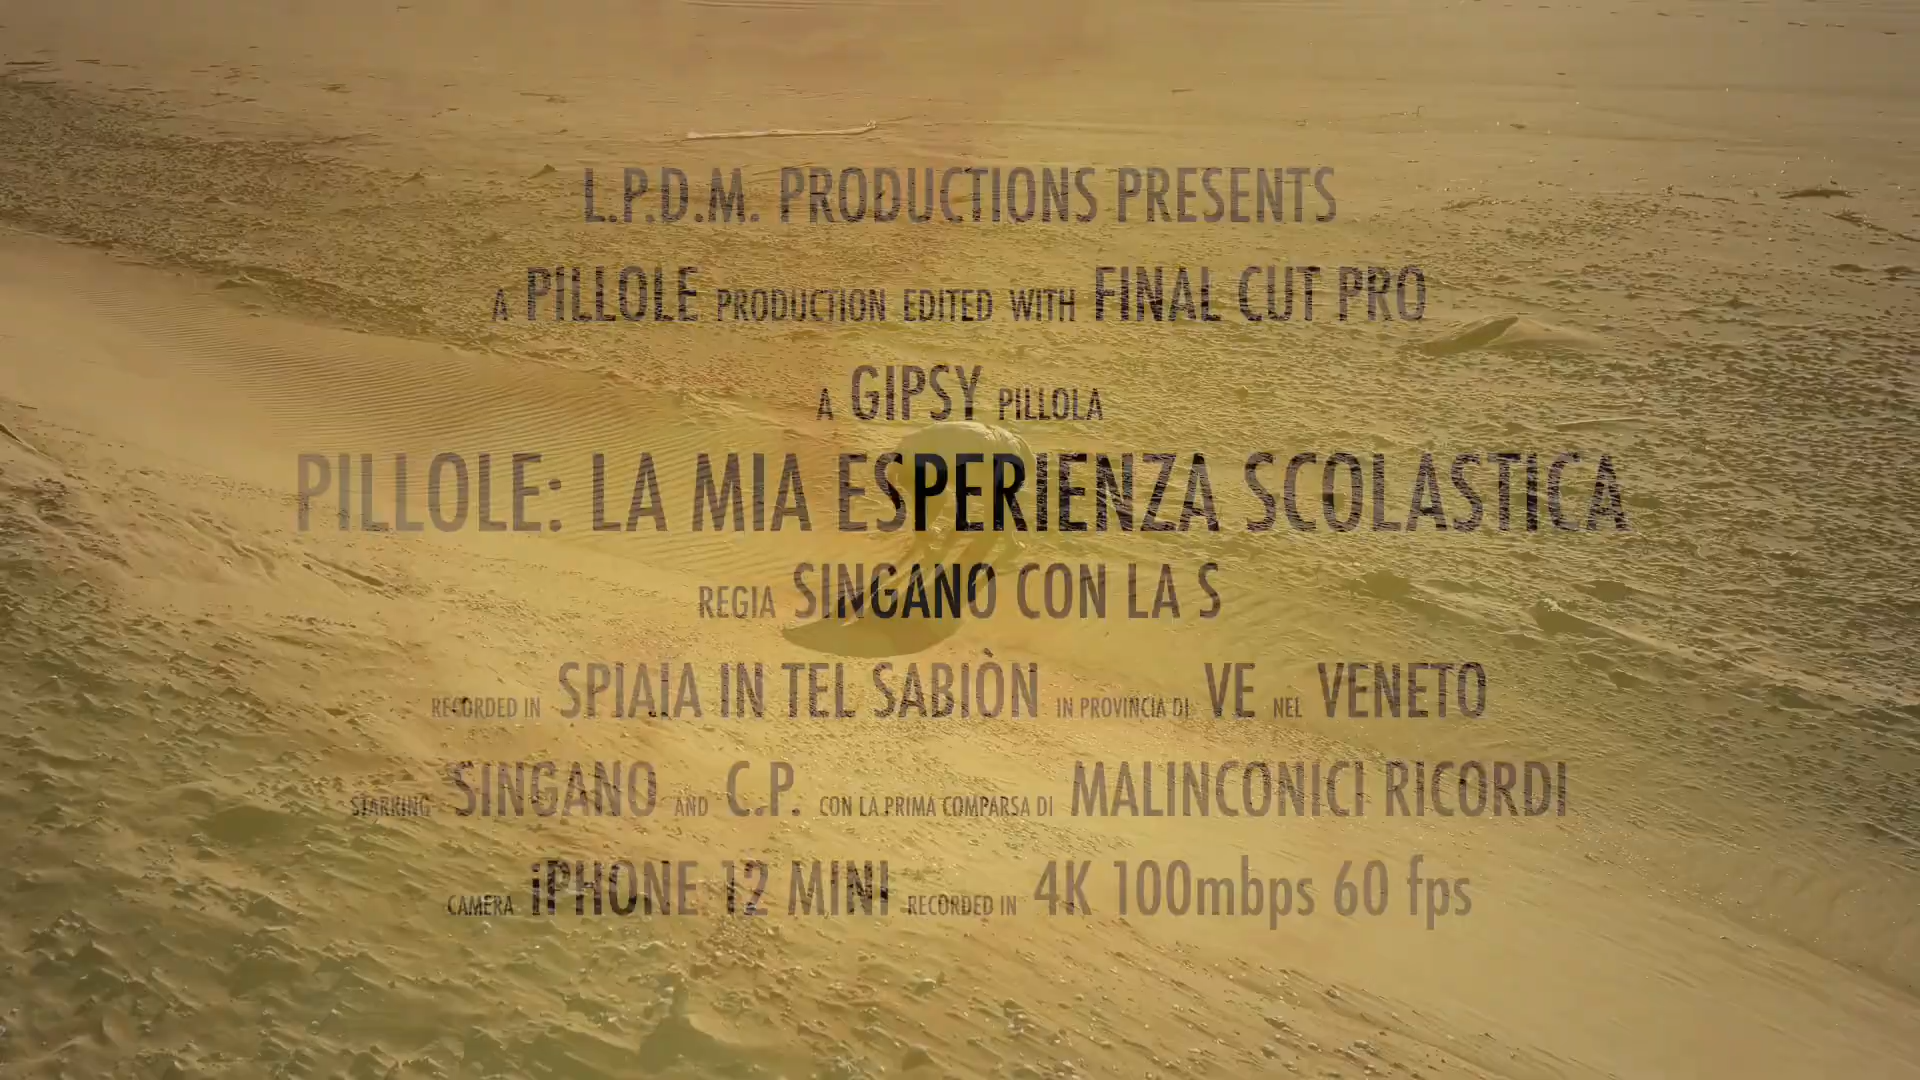 L.P.D.M. PRODUCTIONS PRESENTS
A PILLOLE PRODUCTION EDITED WITH FINAL CUT PRO
A GIPSY PILLOLA
PILLOLE: LA MIA ESPERIENZA SCOLASTICA
REGIA SINGANO CON LA S
RECORDED IN SPIAJA IN TEL SABIÒN IN PROVINCIA DI VE NEL VENETO
STARRING SINGANO AND C.P. CON LA PRIMA COMPARSA DI MALINCONICI RICORDI
CAMERA iPHONE 12 MINI RECORDED IN 4K 100mbps 60 fps